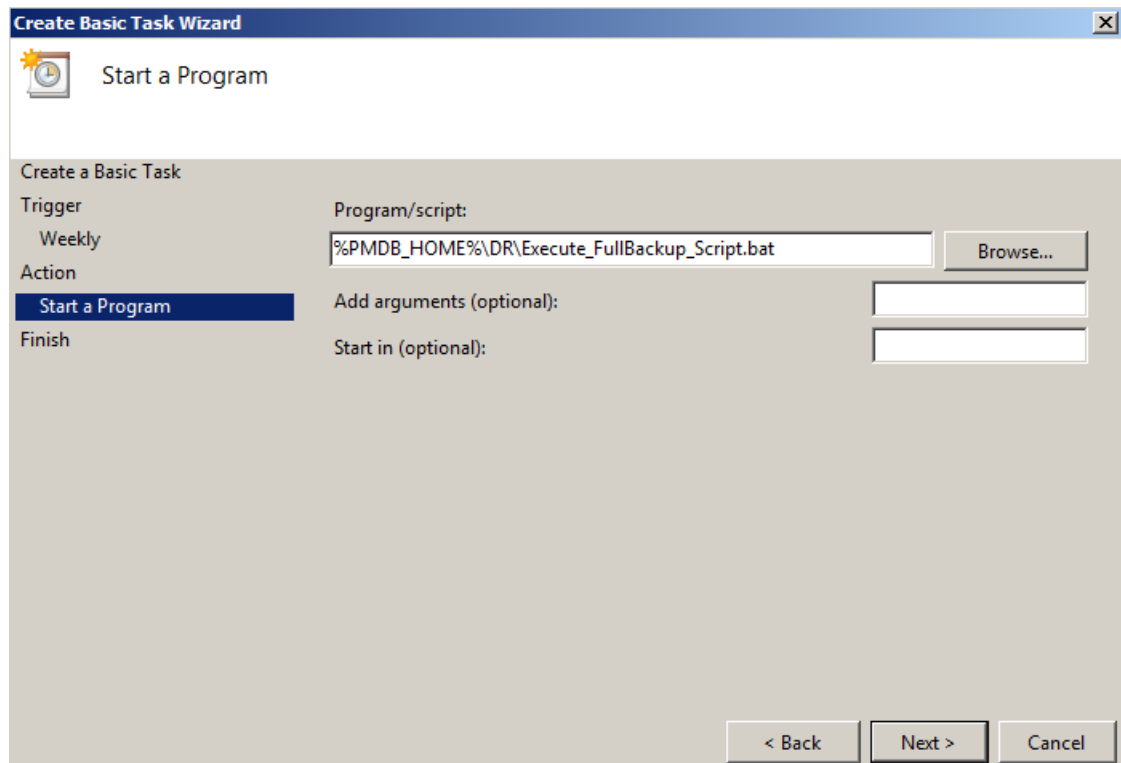 Create Basic Task Wizard
Start a Program
Create a Basic Task
Trigger
Weekly
Action
Start a Program
Finish
Program/script:
%PMDB_HOME%\DR\Execute_FullBackup_Script.bat
Browse...
Add arguments (optional):
Start in (optional):
< Back
Next >
Cancel